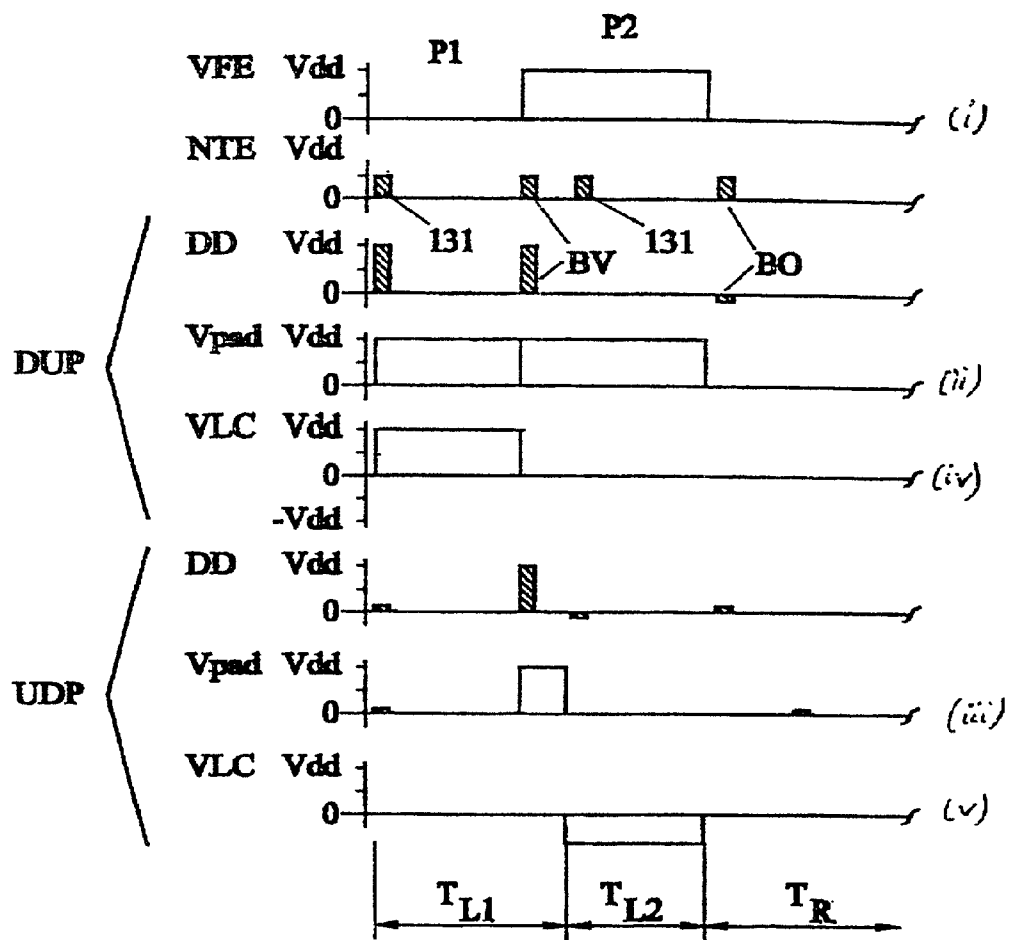 P1 P2
VFE Vdd
0 (i)
NTE Vdd
0
131 BV 131 BO
DD Vdd
0
DUP
Vpad Vdd
0 (ii)
VLC Vdd
0 (iv)
-Vdd
DD Vdd
0
UDP
Vpad Vdd
0 (iii)
VLC Vdd
0 (v)
TL1 TL2 TR